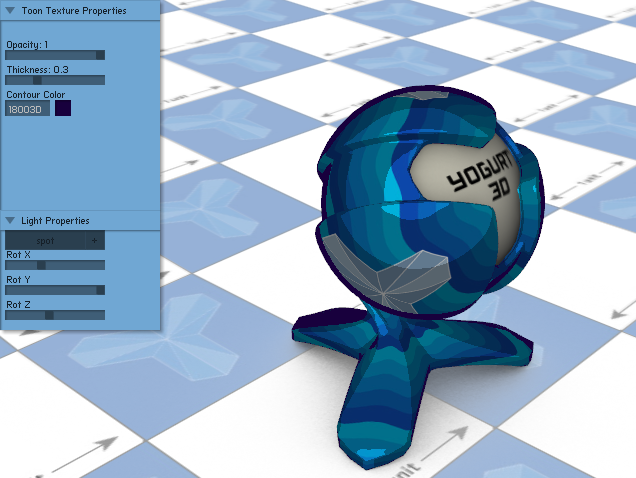 Toon Texture Properties
Opacity: 1
Thickness: 0.3
Contour Color
18003D
Light Properties
spot +
Rot X
Rot Y
Rot Z
YOGURT
3D